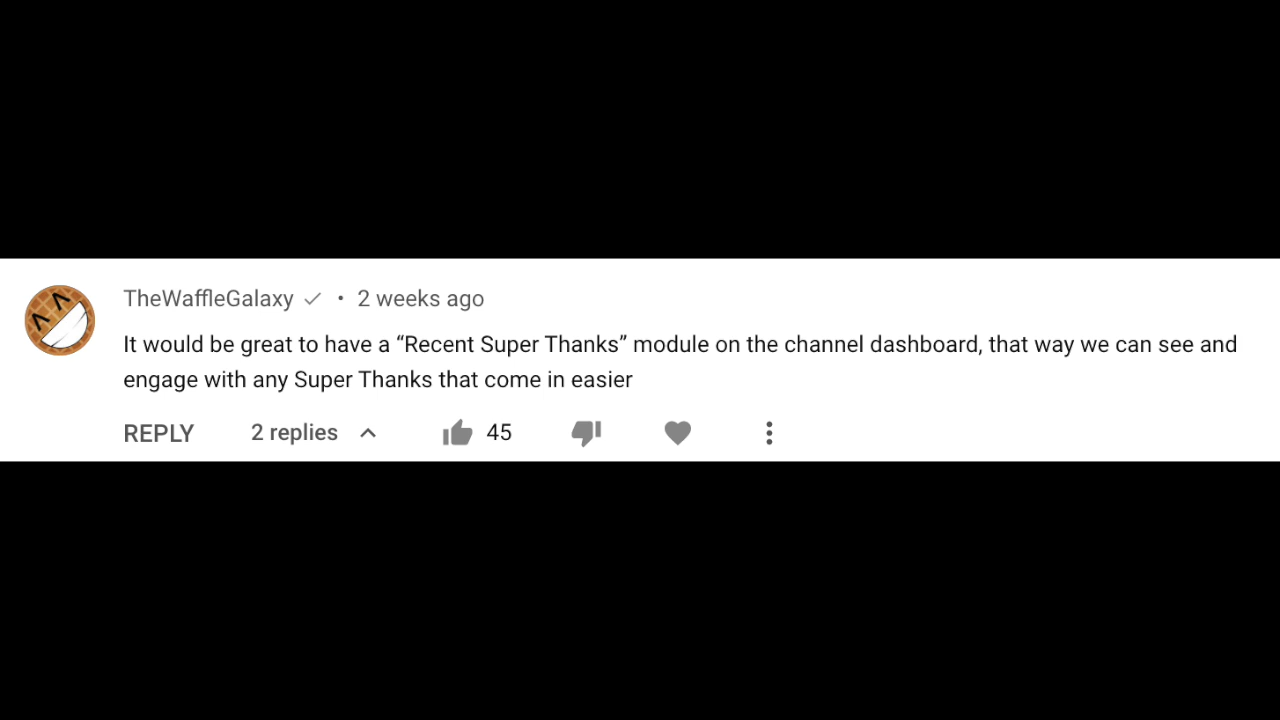 TheWaffleGalaxy ✓ • 2 weeks ago
It would be great to have a “Recent Super Thanks” module on the channel dashboard, that way we can see and
engage with any Super Thanks that come in easier
REPLY 2 replies 45